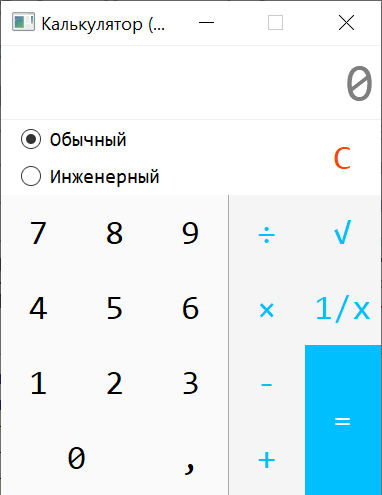 Калькулятор (...
0
Обычный
C
Инженерный
7 8 9 ÷ √
4 5 6 × 1/x
1 2 3 -
=
0 , +